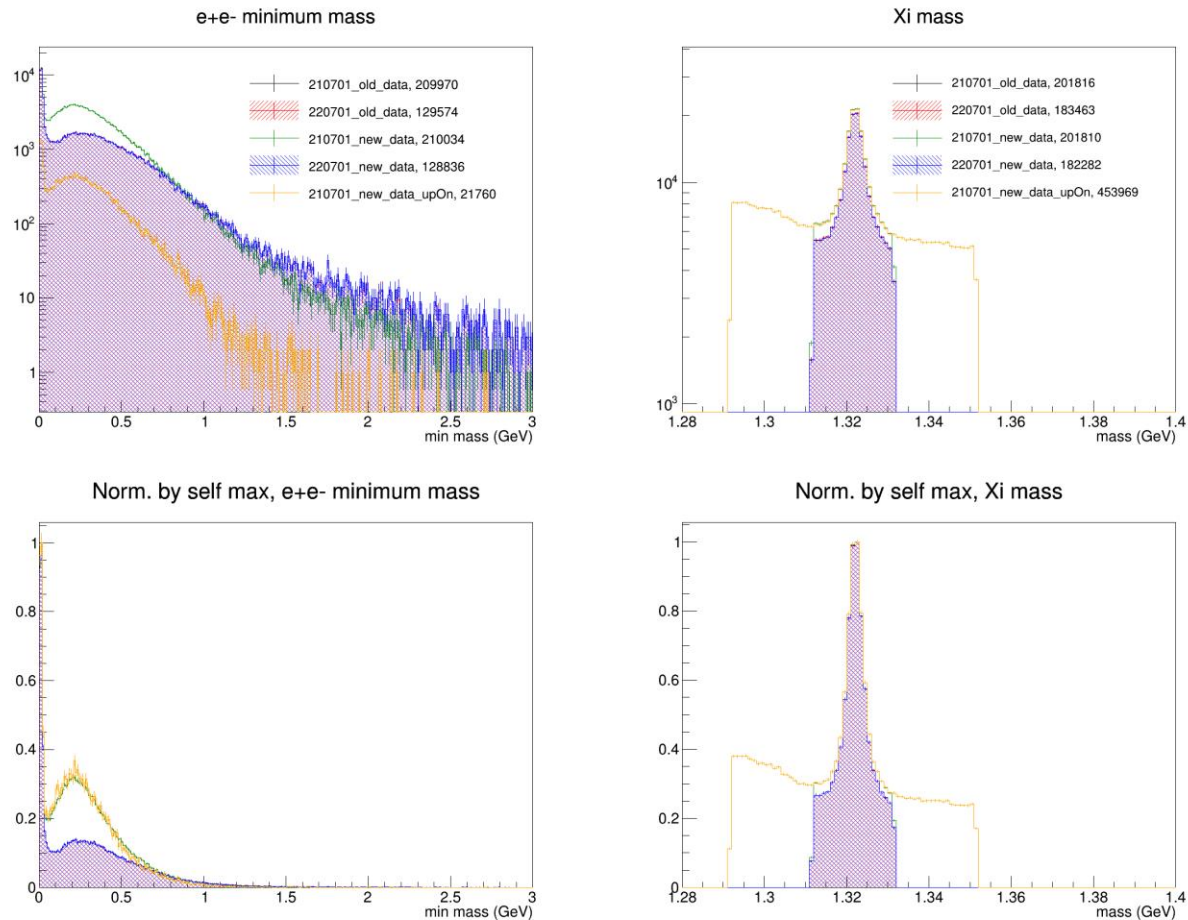 e+e- minimum mass
10⁴
10³
10²
10
1
210701_old_data, 209970
220701_old_data, 129574
210701_new_data, 210034
220701_new_data, 128836
210701_new_data_upOn, 21760
0 0.5 1 1.5 2 2.5 3
min mass (GeV)
Xi mass
10⁴
10³
210701_old_data, 201816
220701_old_data, 183463
210701_new_data, 201810
220701_new_data, 182282
210701_new_data_upOn, 453969
1.28 1.3 1.32 1.34 1.36 1.38 1.4
mass (GeV)
Norm. by self max, e+e- minimum mass
1
0.8
0.6
0.4
0.2
0
0 0.5 1 1.5 2 2.5 3
min mass (GeV)
Norm. by self max, Xi mass
1
0.8
0.6
0.4
0.2
0
1.28 1.3 1.32 1.34 1.36 1.38 1.4
mass (GeV)